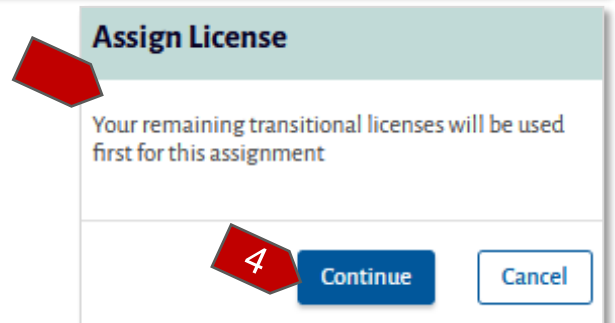 Assign License
Your remaining transitional licenses will be used
first for this assignment
4
Continue
Cancel